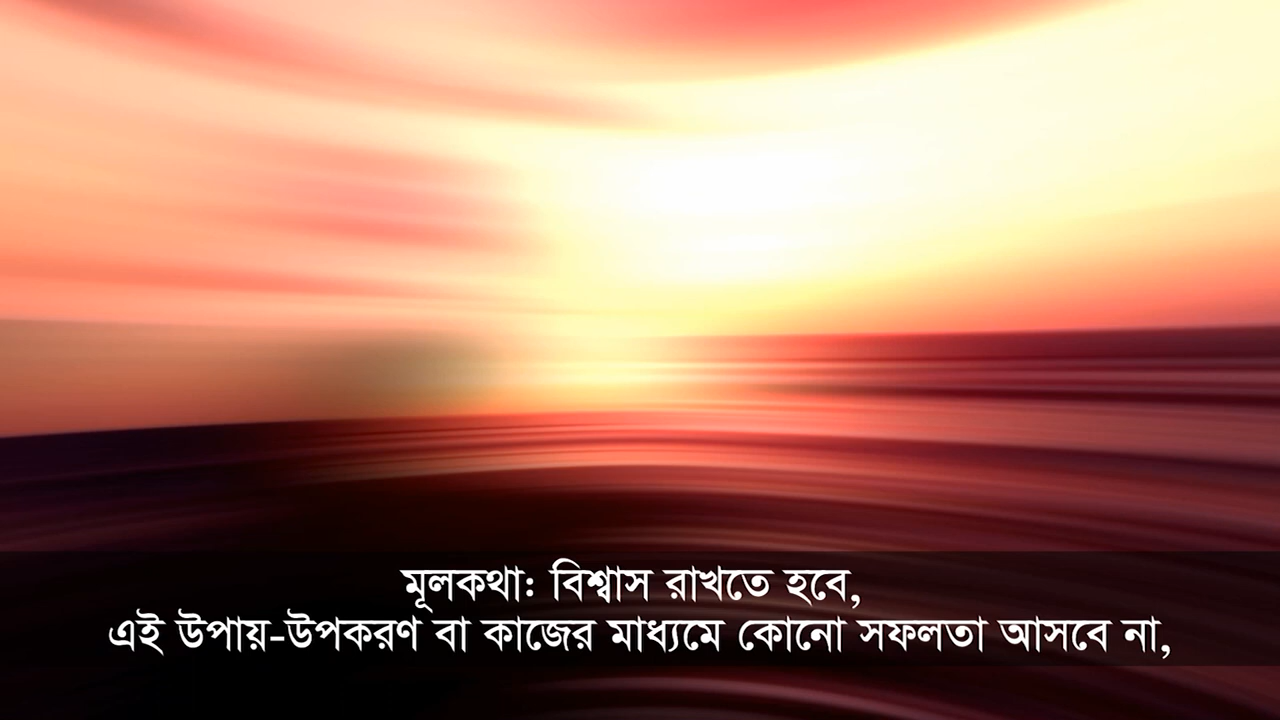 মূলকথা: বিশ্বাস রাখতে হবে,
এই উপায়-উপকরণ বা কাজের মাধ্যমে কোনো সফলতা আসবে না,